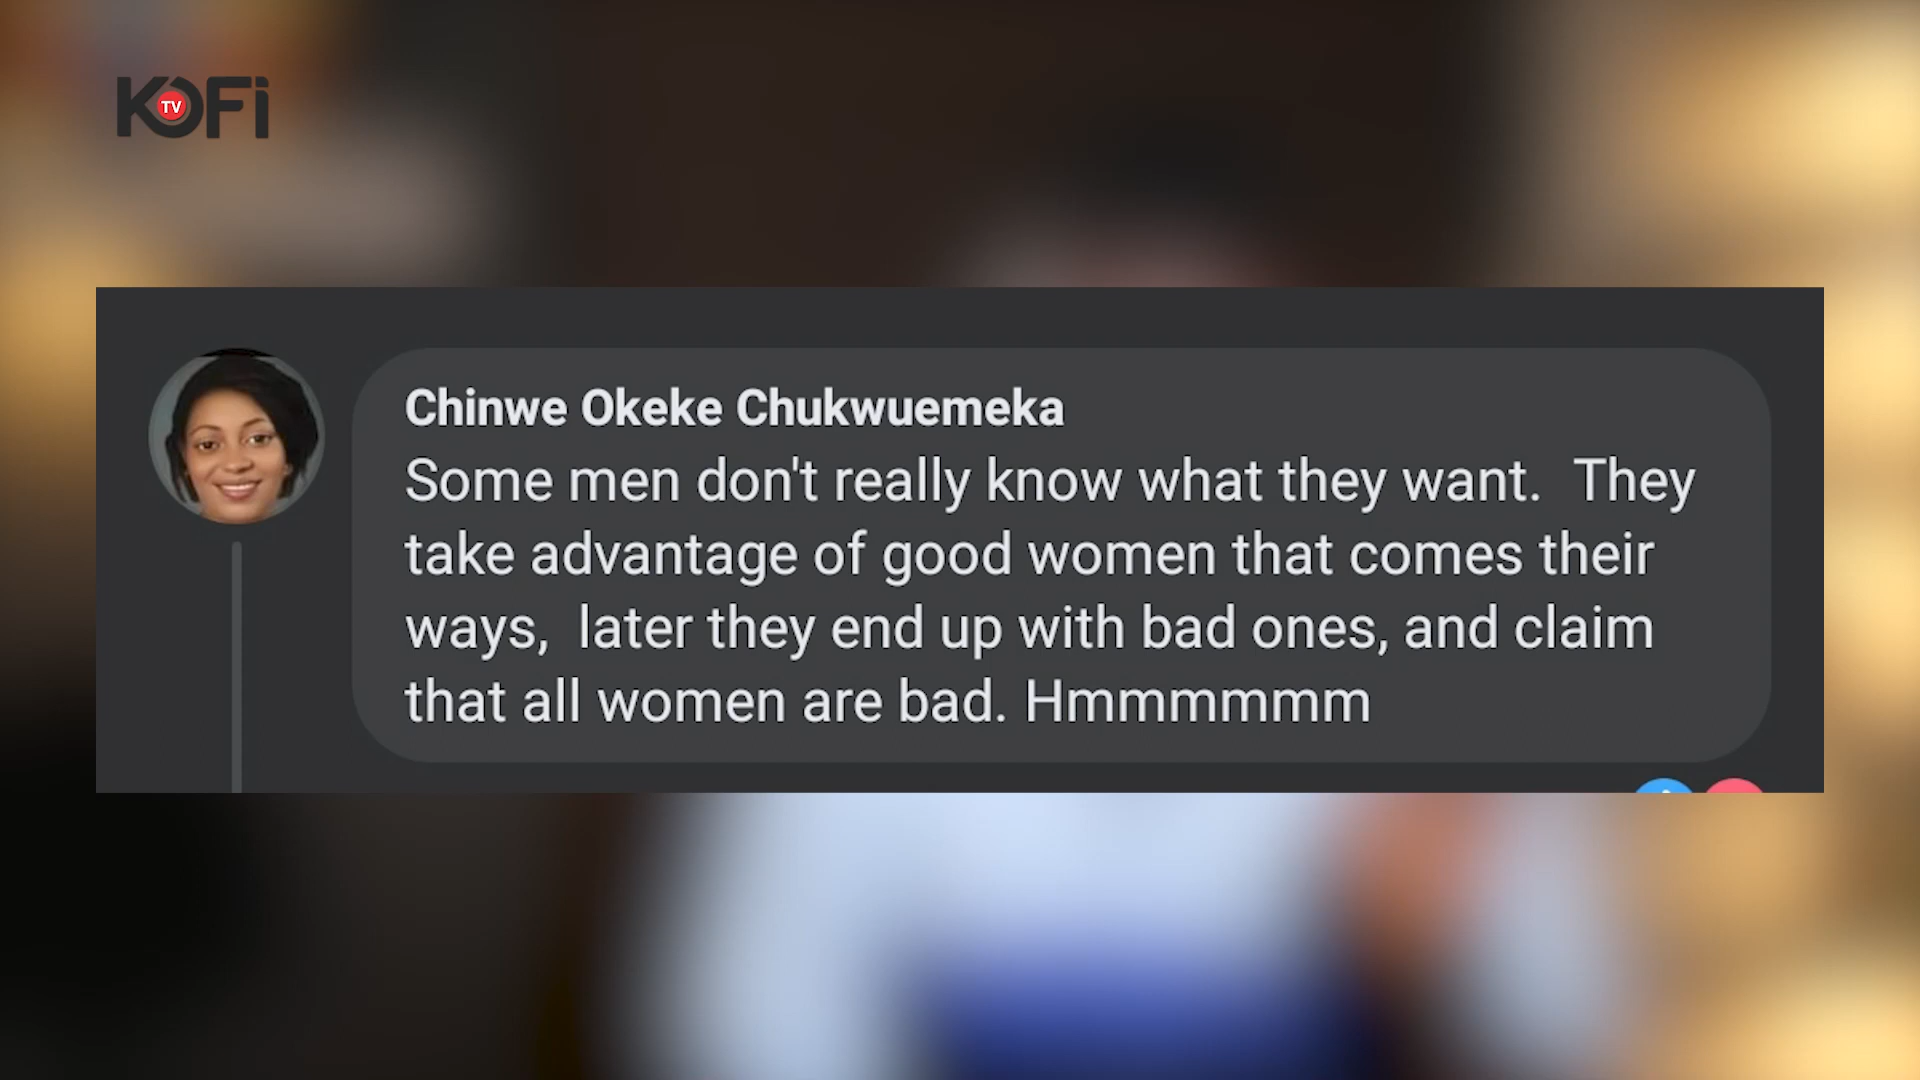 KOFi
TV
Chinwe Okeke Chukwuemeka
Some men don't really know what they want.  They
take advantage of good women that comes their
ways,  later they end up with bad ones, and claim
that all women are bad. Hmmmmmm